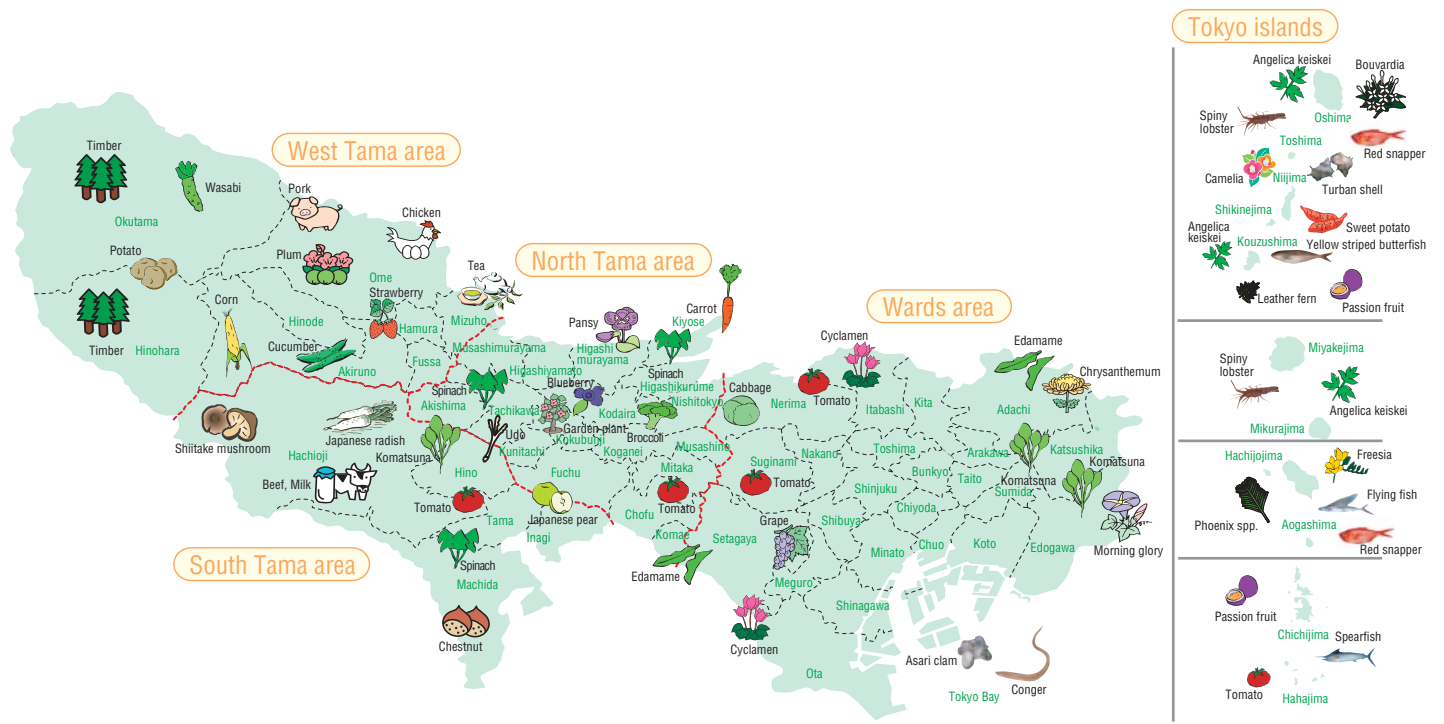 Tokyo islands
West Tama area
North Tama area
Wards area
South Tama area
Timber
Wasabi
Okutama
Potato
Timber
Hinohara
Pork
Chicken
Plum
Ome
Strawberry
Corn
Hinode
Hamura
Cucumber
Akiruno
Fussa
Tea
Mizuho
Shiitake mushroom
Japanese radish
Hachioji
Komatsuna
Beef, Milk
Hino
Tomato
Tama
Japanese pear
Inagi
Spinach
Machida
Chestnut
Musashimurayama
Pansy
Higashi
murayama
Carrot
Kiyose
Higashiyamato
Blueberry
Spinach
Higashikurume
Spinach
Akishima
Tachikawa
Kodaira
Nishitokyo
Garden plant
Broccoli
Udo
Kokubunji
Kunitachi
Koganei
Musashino
Fuchu
Mitaka
Tomato
Chofu
Komae
Edamame
Cabbage
Nerima
Tomato
Cyclamen
Itabashi
Kita
Edamame
Chrysanthemum
Adachi
Suginami
Tomato
Nakano
Toshima
Arakawa
Katsushika
Bunkyo
Taito
Komatsuna
Komatsuna
Sumida
Shinjuku
Chiyoda
Grape
Shibuya
Setagaya
Minato
Chuo
Koto
Edogawa
Morning glory
Meguro
Shinagawa
Cyclamen
Ota
Asari clam
Tokyo Bay
Conger
Angelica keiskei
Bouvardia
Spiny
lobster
Oshima
Toshima
Red snapper
Camelia
Niijima
Turban shell
Shikinejima
Sweet potato
Angelica
keiskei
Kouzushima
Yellow striped butterfish
Leather fern
Passion fruit
Miyakejima
Spiny
lobster
Angelica keiskei
Mikurajima
Hachijojima
Freesia
Flying fish
Phoenix spp.
Aogashima
Red snapper
Passion fruit
Chichijima
Spearfish
Tomato
Hahajima